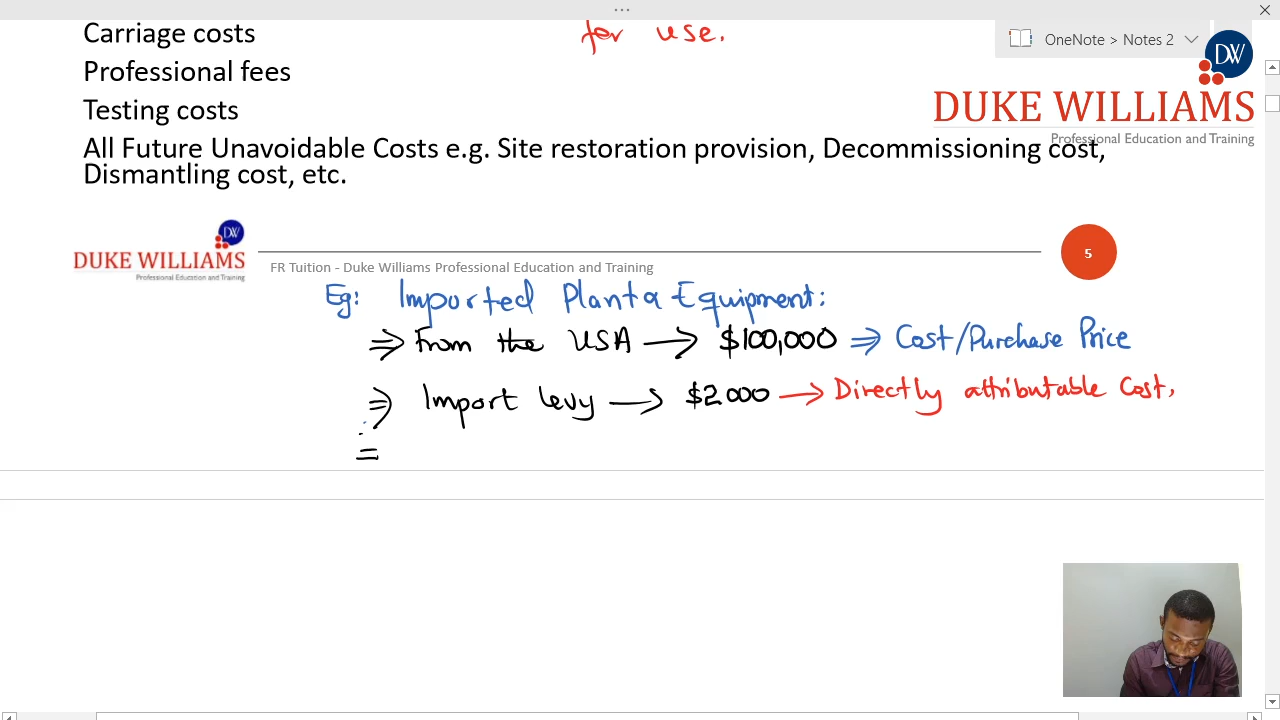 Carriage costs
for use.
OneNote > Notes 2
DW
Professional fees
DUKE WILLIAMS
Professional Education and Training
Testing costs
All Future Unavoidable Costs e.g. Site restoration provision, Decommissioning cost,
Dismantling cost, etc.
DW
DUKE WILLIAMS
Professional Education and Training
FR Tuition - Duke Williams Professional Education and Training
5
Eg: Imported Plant & Equipment:
⇒ From the USA → $100,000 ⇒ Cost/Purchase Price
⇒ Import levy → $2000 → Directly attributable Cost,
=